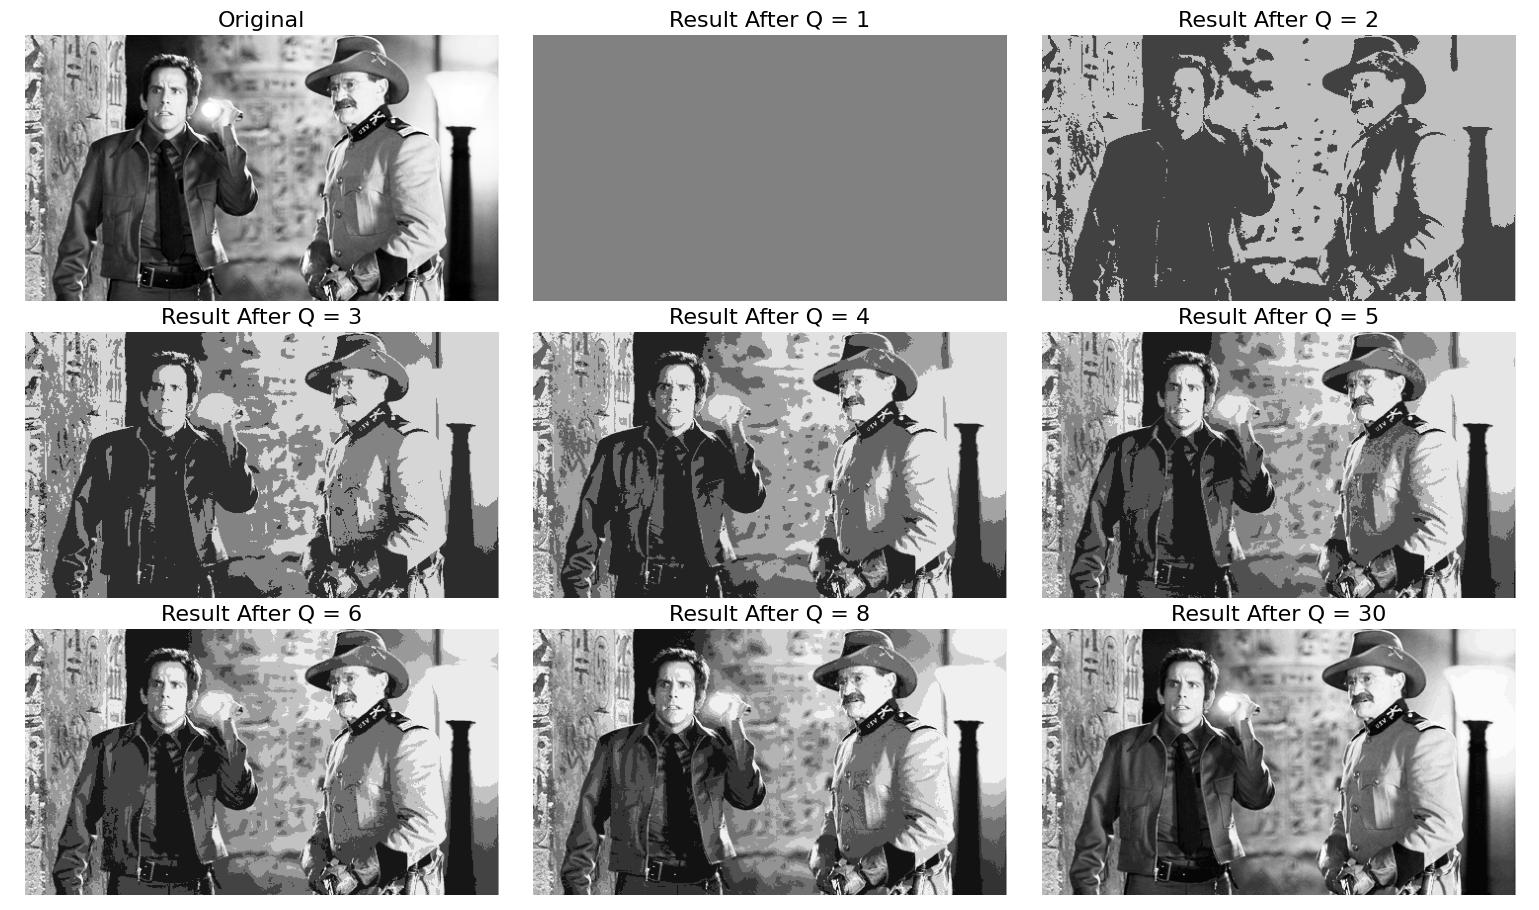 Original
Result After Q = 1
Result After Q = 2
Result After Q = 3
Result After Q = 4
Result After Q = 5
Result After Q = 6
Result After Q = 8
Result After Q = 30